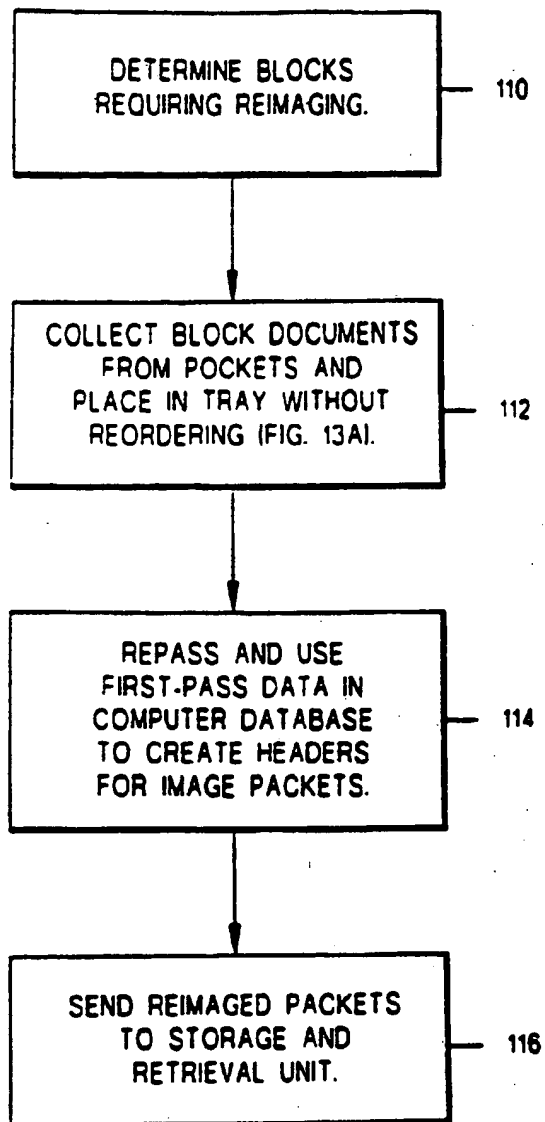 DETERMINE BLOCKS
REQUIRING REIMAGING.
110
COLLECT BLOCK DOCUMENTS
FROM POCKETS AND
PLACE IN TRAY WITHOUT
REORDERING (FIG. 13A).
112
REPASS AND USE
FIRST-PASS DATA IN
COMPUTER DATABASE
TO CREATE HEADERS
FOR IMAGE PACKETS.
114
SEND REIMAGED PACKETS
TO STORAGE AND
RETRIEVAL UNIT.
116